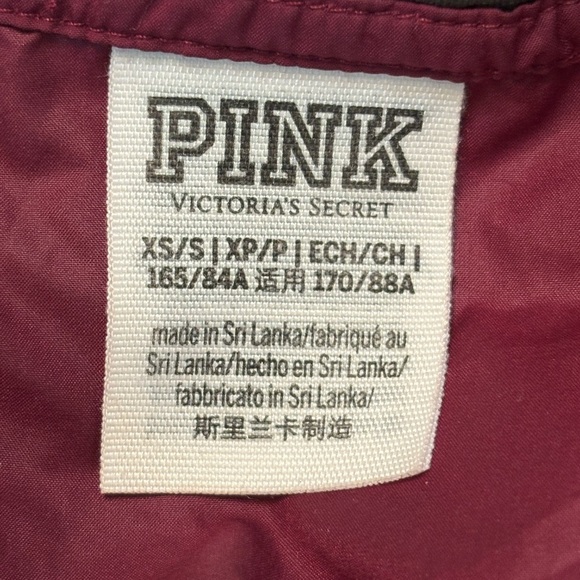 PINK
VICTORIA'S SECRET
XS/S | XP/P | ECH/CH |
165/84A 适用 170/88A
made in Sri Lanka/fabriqué au
Sri Lanka/hecho en Sri Lanka/
fabbricato in Sri Lanka/
斯里兰卡制造